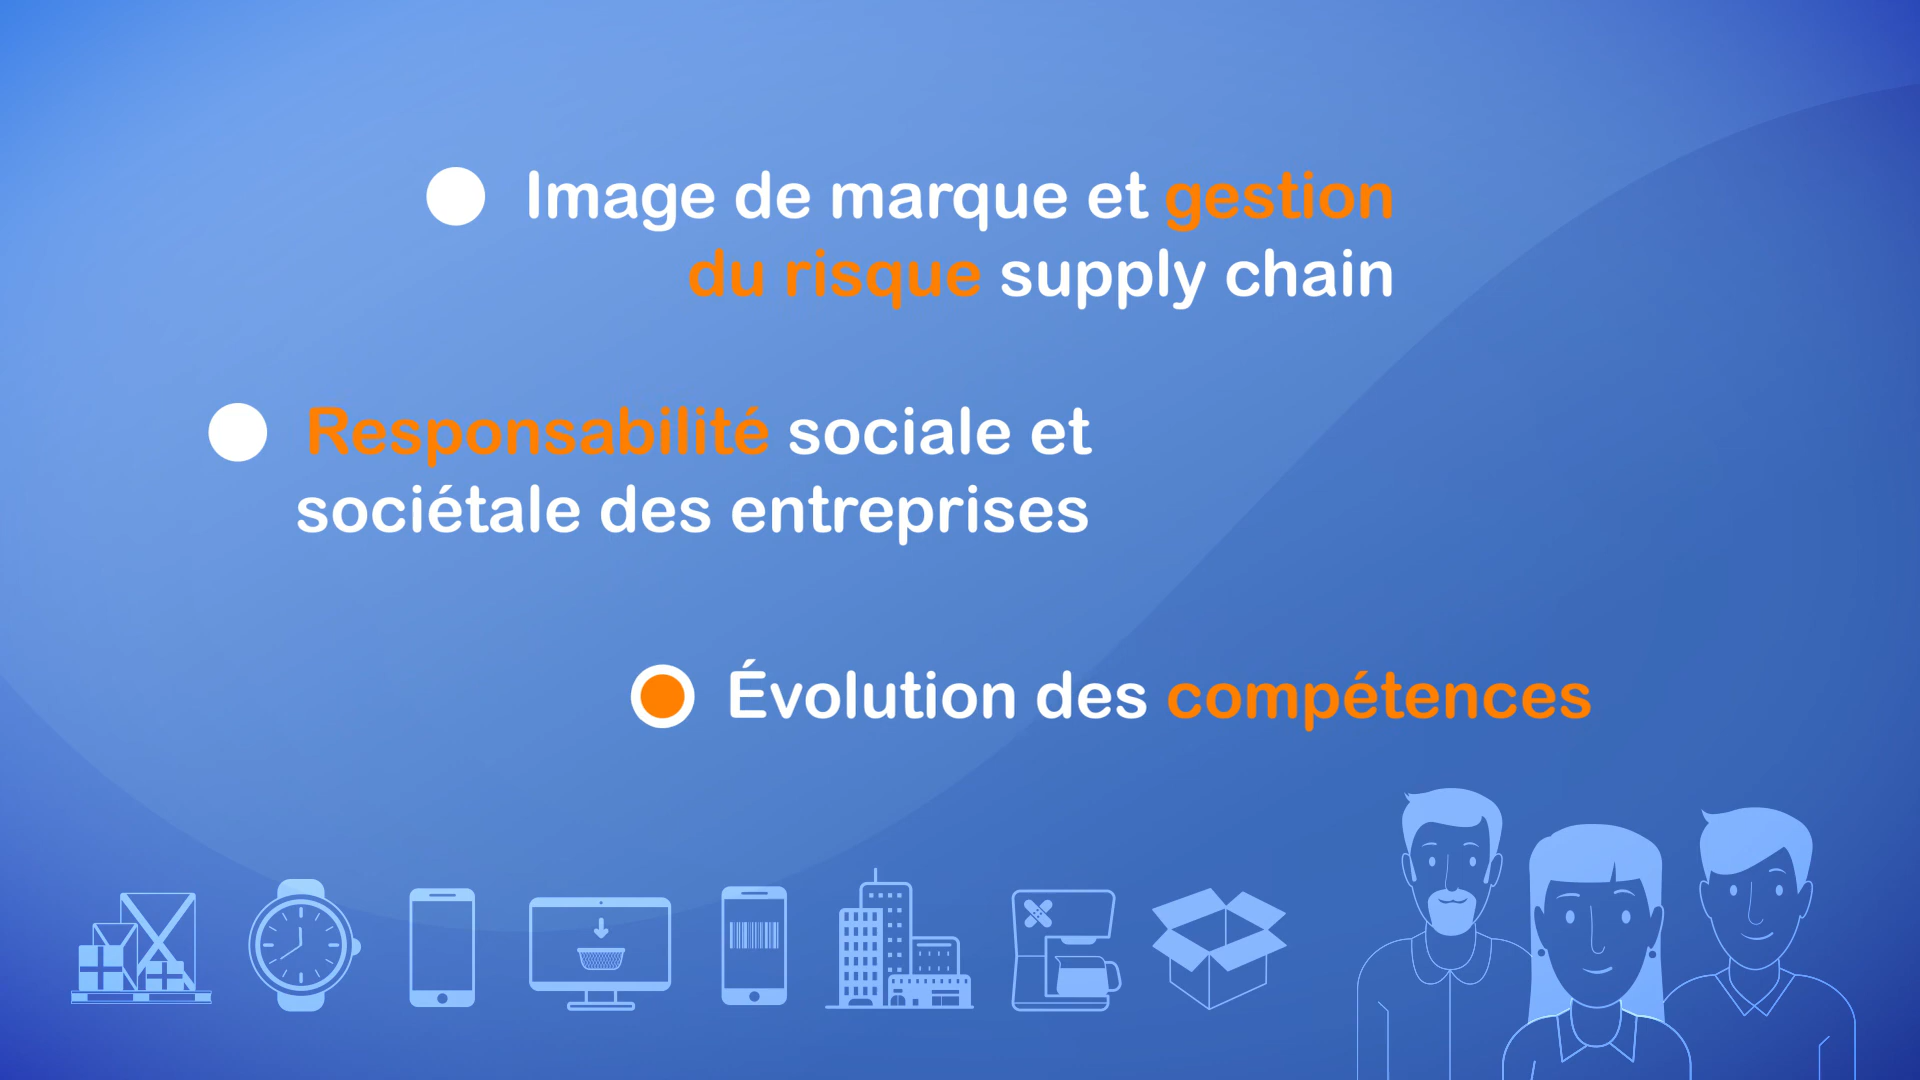 Image de marque et gestion
du risque supply chain
Responsabilité sociale et
sociétale des entreprises
Évolution des compétences